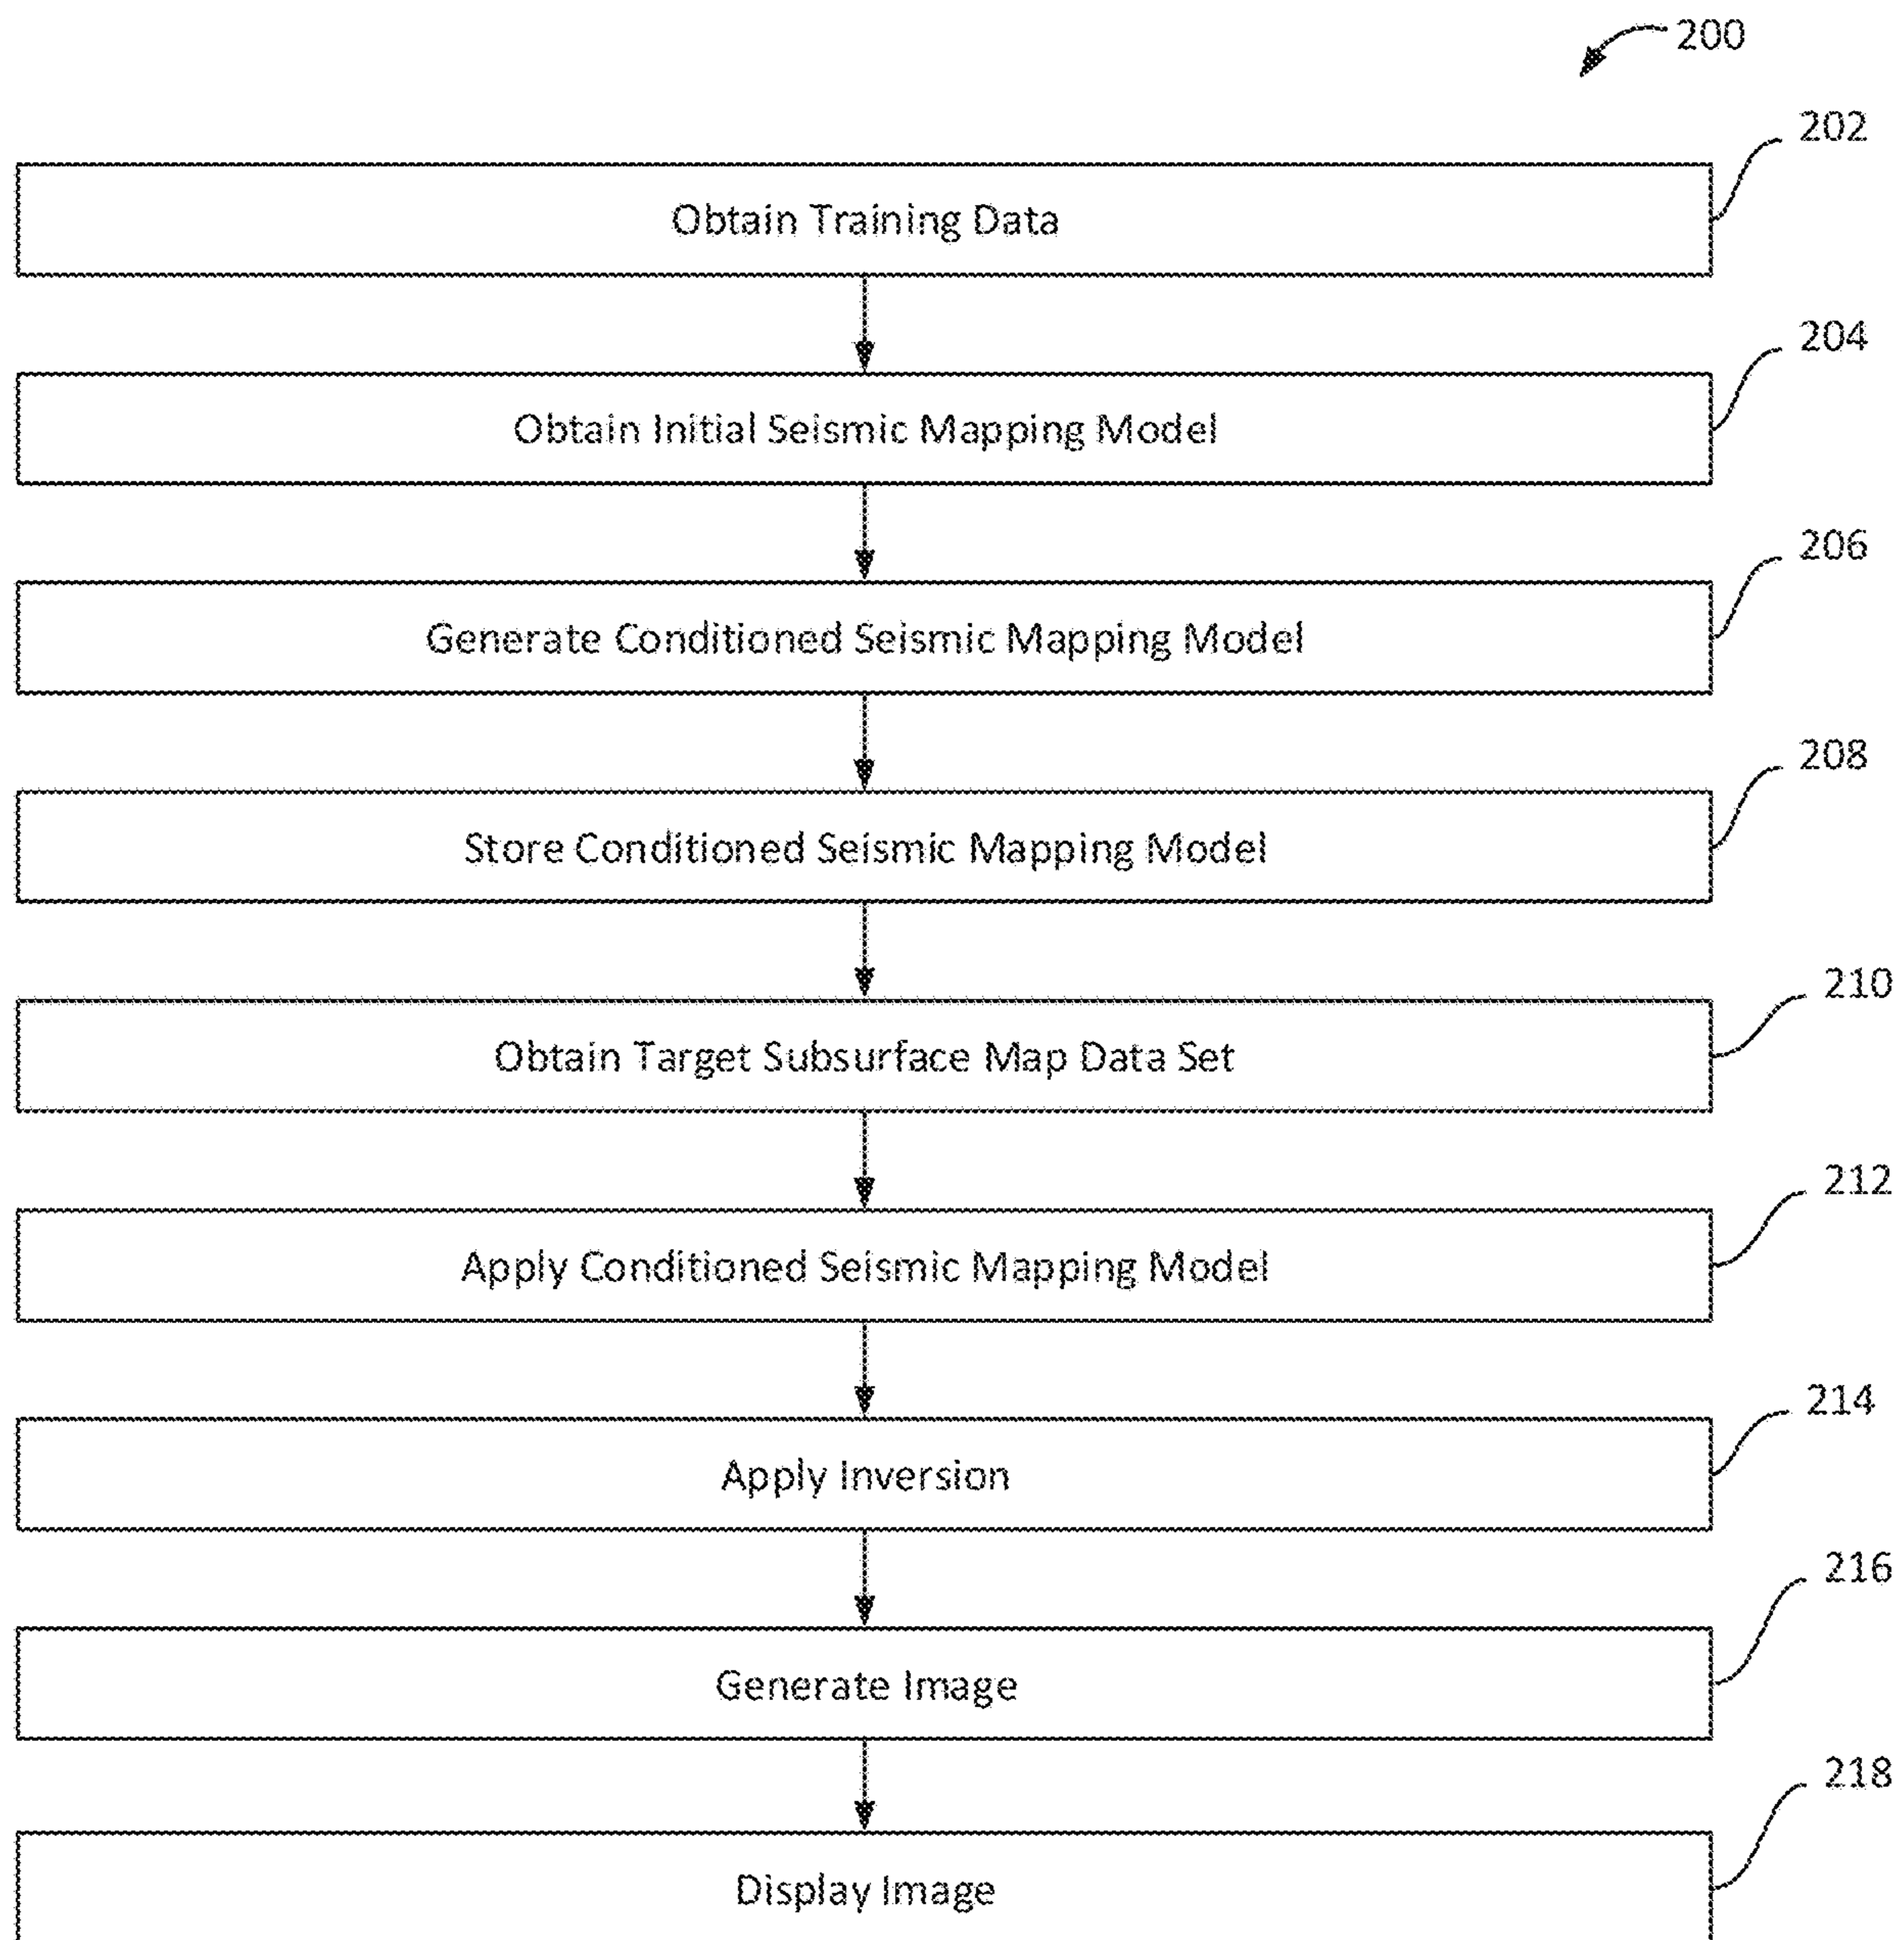 200
202
Obtain Training Data
204
Obtain Initial Seismic Mapping Model
206
Generate Conditioned Seismic Mapping Model
208
Store Conditioned Seismic Mapping Model
210
Obtain Target Subsurface Map Data Set
212
Apply Conditioned Seismic Mapping Model
214
Apply Inversion
216
Generate Image
218
Display Image